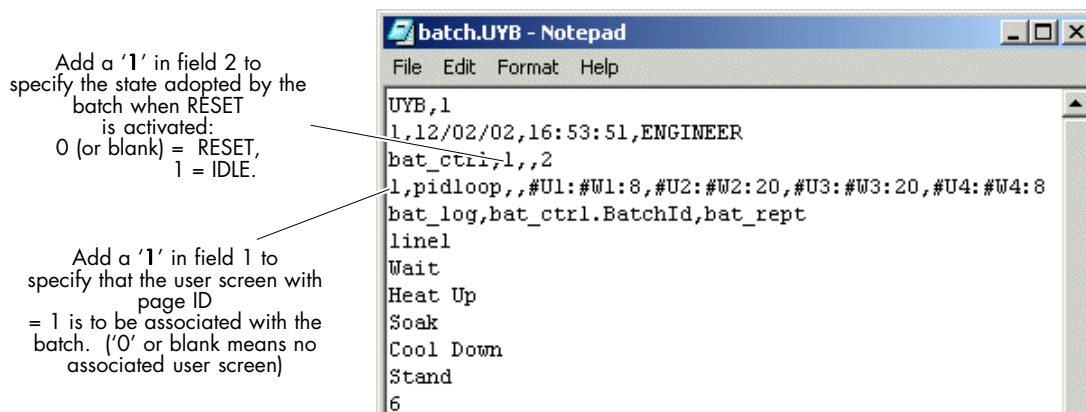 Add a '1' in field 2 to
specify the state adopted by the
batch when RESET
is activated:
0 (or blank) = RESET,
1 = IDLE.
Add a '1' in field 1 to
specify that the user screen with
page ID
= 1 is to be associated with the
batch. ('0' or blank means no
associated user screen)
batch.UYB - Notepad
File Edit Format Help
UYB,1
1,12/02/02,16:53:51,ENGINEER
bat_ctrl,1,,2
1,pidloop,,#U1:#W1:8,#U2:#W2:20,#U3:#W3:20,#U4:#W4:8
bat_log,bat_ctrl.BatchId,bat_rept
line1
Wait
Heat Up
Soak
Cool Down
Stand
6